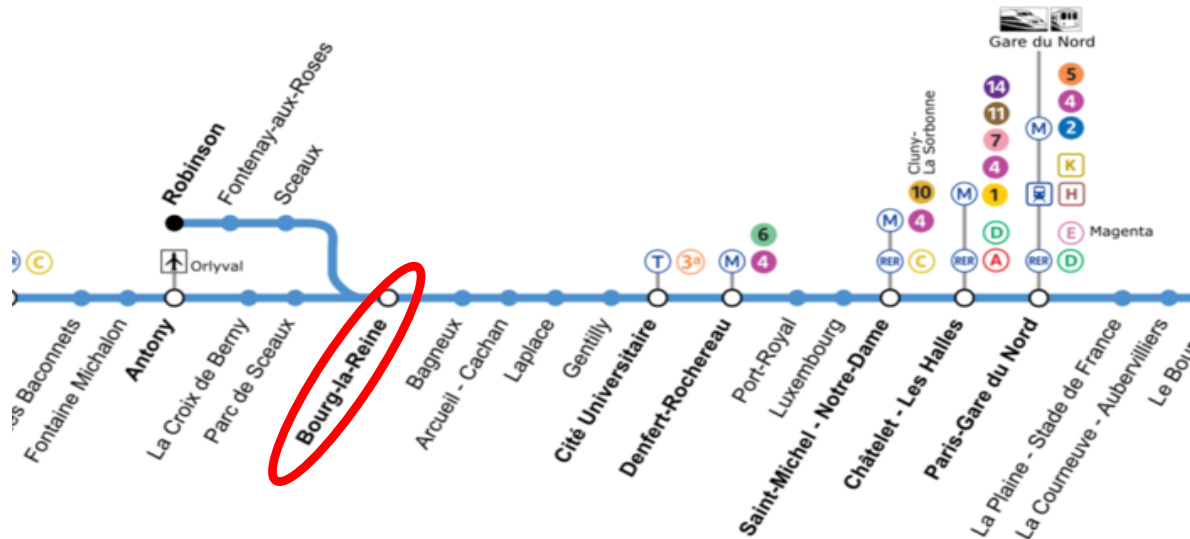 Gare du Nord
5
4
2
K
H
E Magenta
RER D
M
14
11
7
4
1
M
D
RER A
Cluny-
La Sorbonne
10
4
M
RER C
6
M 4
T 3a
Robinson
Fontenay-aux-Roses
Sceaux
Orlyval
C
es Baconnets
Fontaine Michalon
Antony
La Croix de Berny
Parc de Sceaux
Bourg-la-Reine
Bagneux
Arcueil - Cachan
Laplace
Gentilly
Cité Universitaire
Denfert-Rochereau
Port-Royal
Luxembourg
Saint-Michel - Notre-Dame
Châtelet - Les Halles
Paris-Gare du Nord
La Plaine - Stade de France
La Courneuve - Aubervilliers
Le Bour